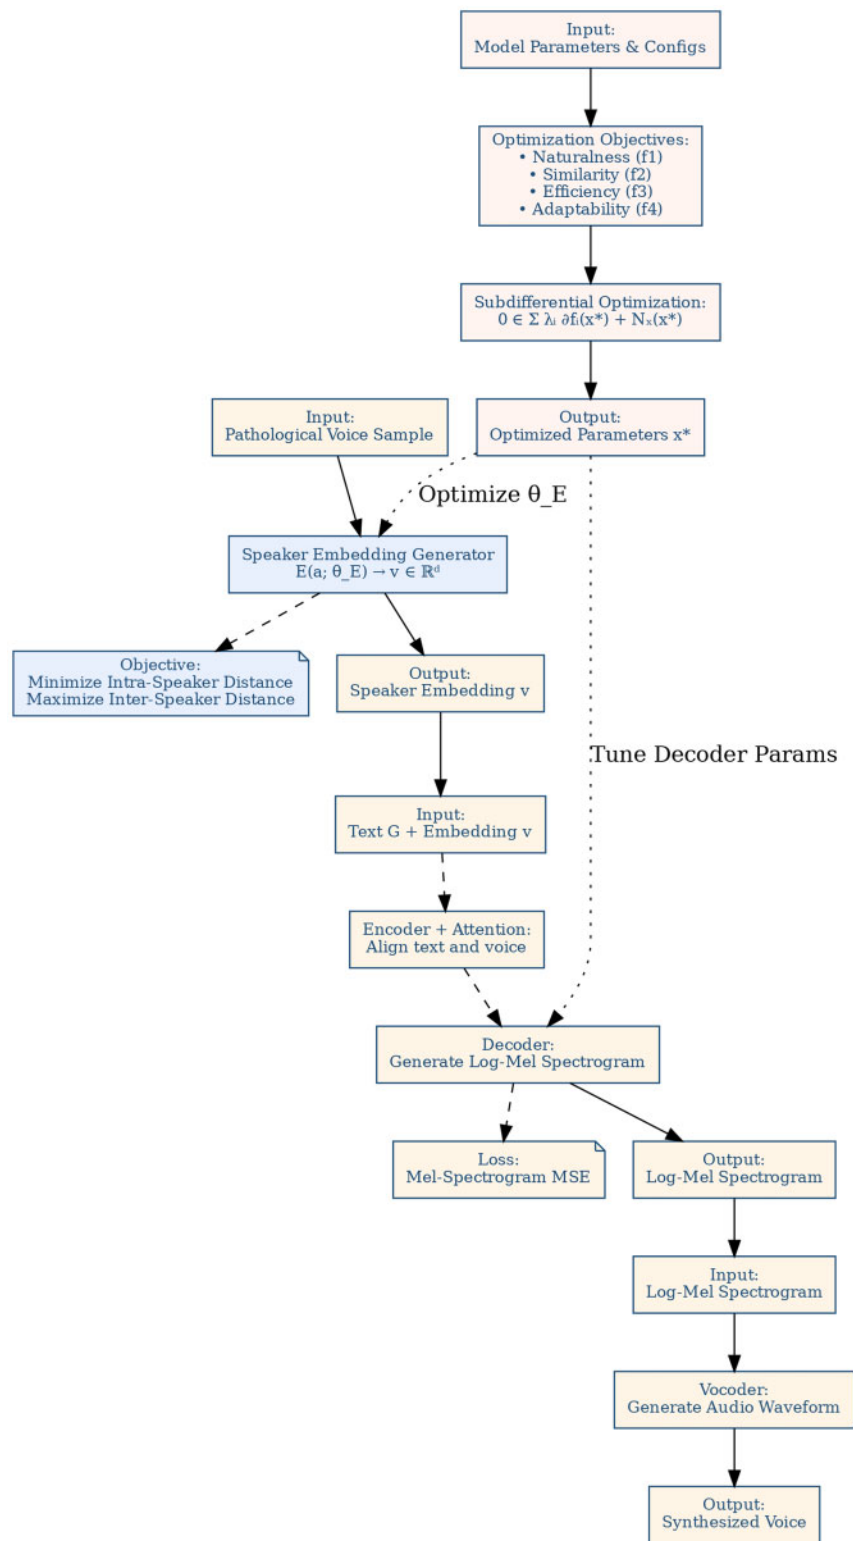 Input:
Model Parameters & Configs
Optimization Objectives:
• Naturalness (f1)
• Similarity (f2)
• Efficiency (f3)
• Adaptability (f4)
Subdifferential Optimization:
0 ∈ Σ λᵢ ∂fᵢ(x*) + Nₓ(x*)
Input:
Pathological Voice Sample
Output:
Optimized Parameters x*
Optimize θ_E
Speaker Embedding Generator
E(a; θ_E) → v ∈ ℝᵈ
Objective:
Minimize Intra-Speaker Distance
Maximize Inter-Speaker Distance
Output:
Speaker Embedding v
Tune Decoder Params
Input:
Text G + Embedding v
Encoder + Attention:
Align text and voice
Decoder:
Generate Log-Mel Spectrogram
Loss:
Mel-Spectrogram MSE
Output:
Log-Mel Spectrogram
Input:
Log-Mel Spectrogram
Vocoder:
Generate Audio Waveform
Output:
Synthesized Voice